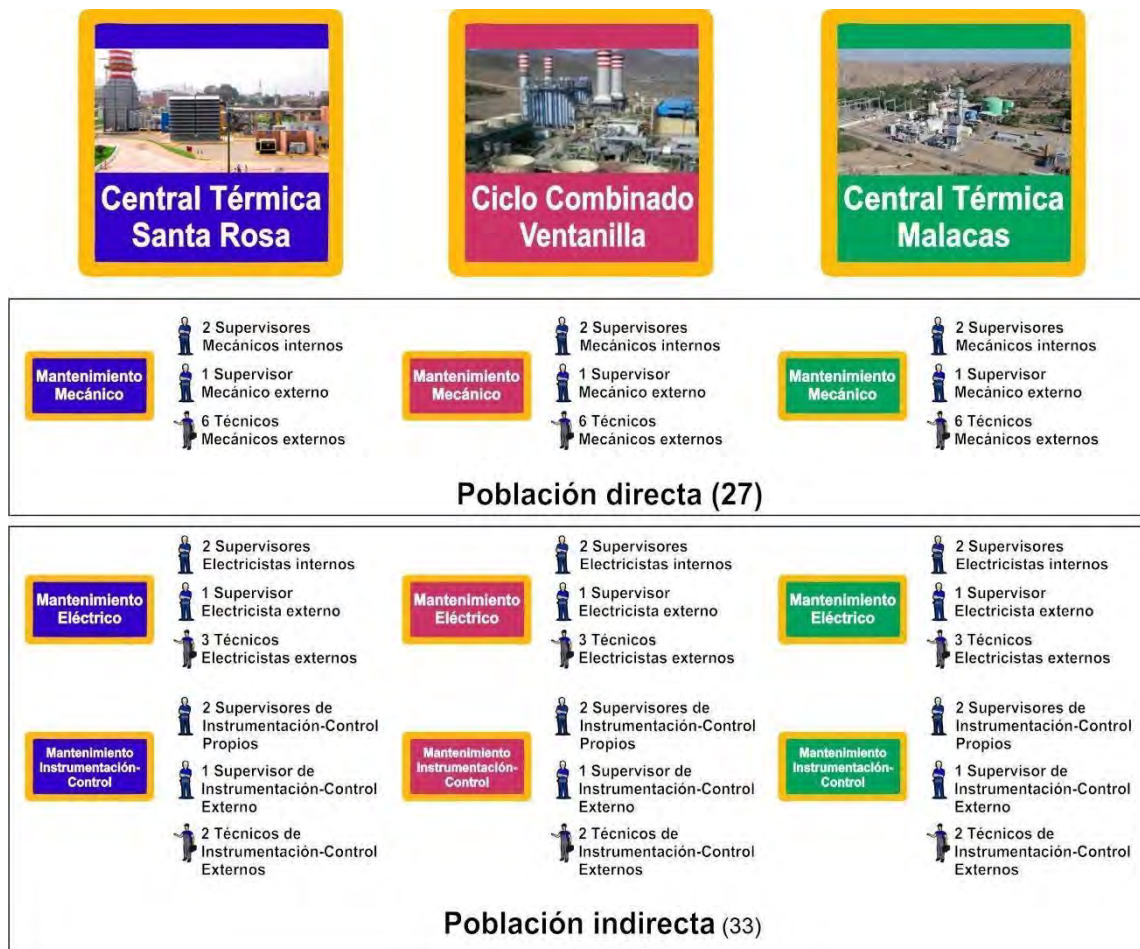 Central Térmica
Santa Rosa
Ciclo Combinado
Ventanilla
Central Térmica
Malacas
Mantenimiento
Mecánico
2 Supervisores
Mecánicos internos
1 Supervisor
Mecánico externo
6 Técnicos
Mecánicos externos
Mantenimiento
Mecánico
2 Supervisores
Mecánicos internos
1 Supervisor
Mecánico externo
6 Técnicos
Mecánicos externos
Mantenimiento
Mecánico
2 Supervisores
Mecánicos internos
1 Supervisor
Mecánico externo
6 Técnicos
Mecánicos externos
Población directa (27)
Mantenimiento
Eléctrico
2 Supervisores
Electricistas internos
1 Supervisor
Electricista externo
3 Técnicos
Electricistas externos
Mantenimiento
Eléctrico
2 Supervisores
Electricistas internos
1 Supervisor
Electricista externo
3 Técnicos
Electricistas externos
Mantenimiento
Eléctrico
2 Supervisores
Electricistas internos
1 Supervisor
Electricista externo
3 Técnicos
Electricistas externos
Mantenimiento
Instrumentación-
Control
2 Supervisores de
Instrumentación-Control
Propios
1 Supervisor de
Instrumentación-Control
Externo
2 Técnicos de
Instrumentación-Control
Externos
Mantenimiento
Instrumentación-
Control
2 Supervisores de
Instrumentación-Control
Propios
1 Supervisor de
Instrumentación-Control
Externo
2 Técnicos de
Instrumentación-Control
Externos
Mantenimiento
Instrumentación-
Control
2 Supervisores de
Instrumentación-Control
Propios
1 Supervisor de
Instrumentación-Control
Externo
2 Técnicos de
Instrumentación-Control
Externos
Población indirecta (33)